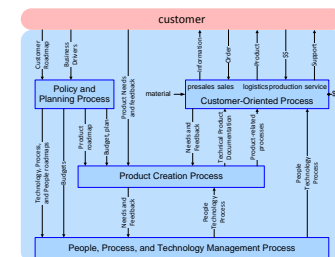 customer
Customer
Roadmap
Business
Drivers
Product Needs
and feedback
Information
Order
Product
$$
Support
Policy and
Planning Process
material
presales sales
logistics production service
Customer-Oriented Process
Product
roadmap
Budget, plan
Needs and
Feedback
Technical Product
Documentation
Product-related
processes
Technology, Process,
and People roadmaps
Budgets
Product Creation Process
Needs and
Feedback
People
Technology
Process
People
Technology
Process
People, Process, and Technology Management Process